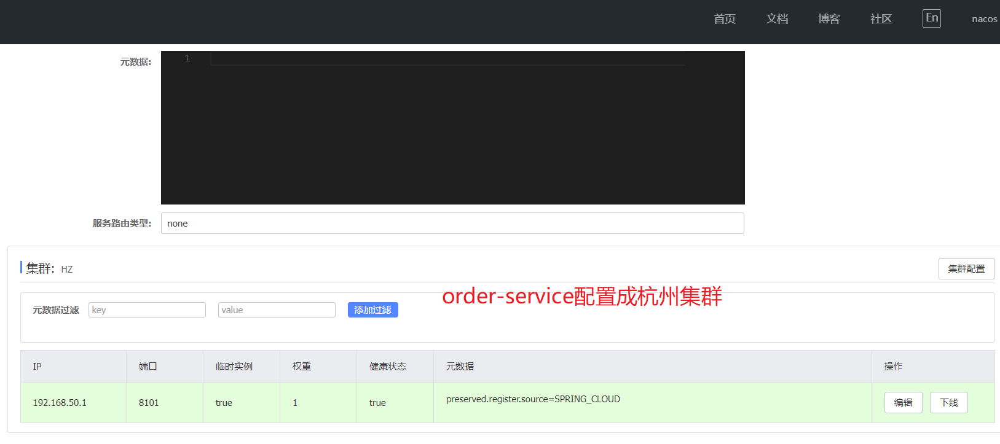 首页 文档 博客 社区 En nacos
元数据: 1
服务路由类型: none
集群: HZ 集群配置
order-service配置成杭州集群
元数据过滤 key value 添加过滤
IP 端口 临时实例 权重 健康状态 元数据 操作
192.168.50.1 8101 true 1 true preserved.register.source=SPRING_CLOUD 编辑 下线